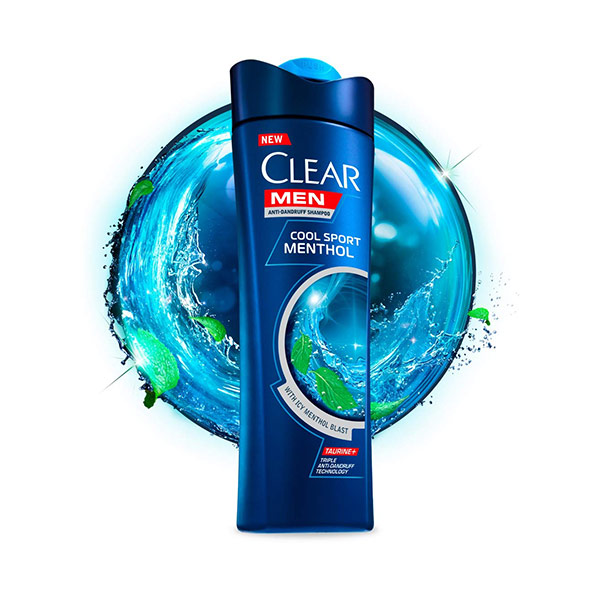 NEW
CLEAR
MEN
ANTI-DANDRUFF SHAMPOO
COOL SPORT
MENTHOL
WITH ICY MENTHOL BLAST
TAURINE+
TRIPLE
ANTI-DANDRUFF
TECHNOLOGY